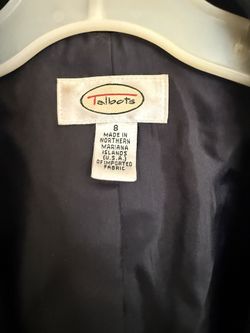 Talbots
8
MADE IN
NORTHERN
MARIANA
ISLANDS
(U.S.A.)
OF IMPORTED
FABRIC